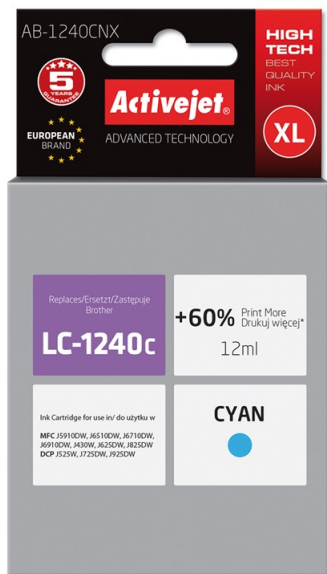 AB-1240CNX
HIGH
TECH
BEST
QUALITY
INK
5
YEARS
GUARANTEE
Activejet®
EUROPEAN
BRAND
ADVANCED TECHNOLOGY
XL
Replaces/Ersetzt/Zastępuje
Brother
LC-1240c
+60% Print More
Drukuj więcej*
12ml
Ink Cartridge for use in/ do użytku w
MFC J5910DW, J6510DW, J6710DW,
J6910DW, J430W, J625DW, J825DW
DCP J525W, J725DW, J925DW
CYAN